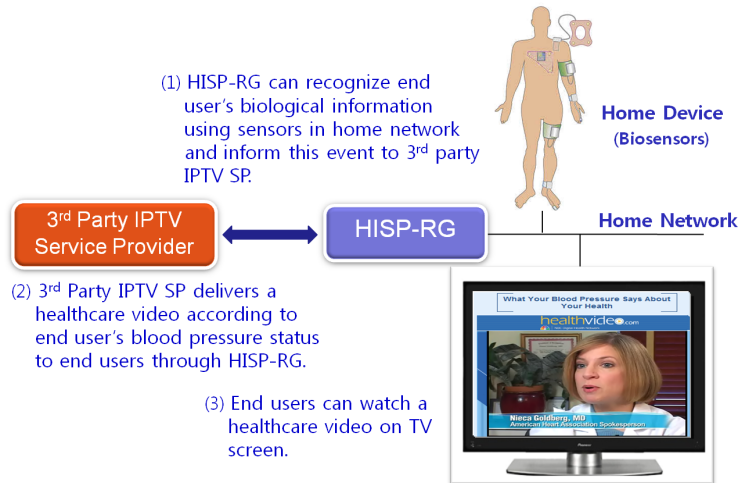 (1) HISP-RG can recognize end
user's biological information
using sensors in home network
and inform this event to 3rd party
IPTV SP.
Home Device
(Biosensors)
3rd Party IPTV
Service Provider
HISP-RG
Home Network
(2) 3rd Party IPTV SP delivers a
healthcare video according to
end user's blood pressure status
to end users through HISP-RG.
(3) End users can watch a
healthcare video on TV
screen.
What Your Blood Pressure Says About
Your Health
healthvideo.com
Nieca Goldberg, MD
American Heart Association Spokesperson